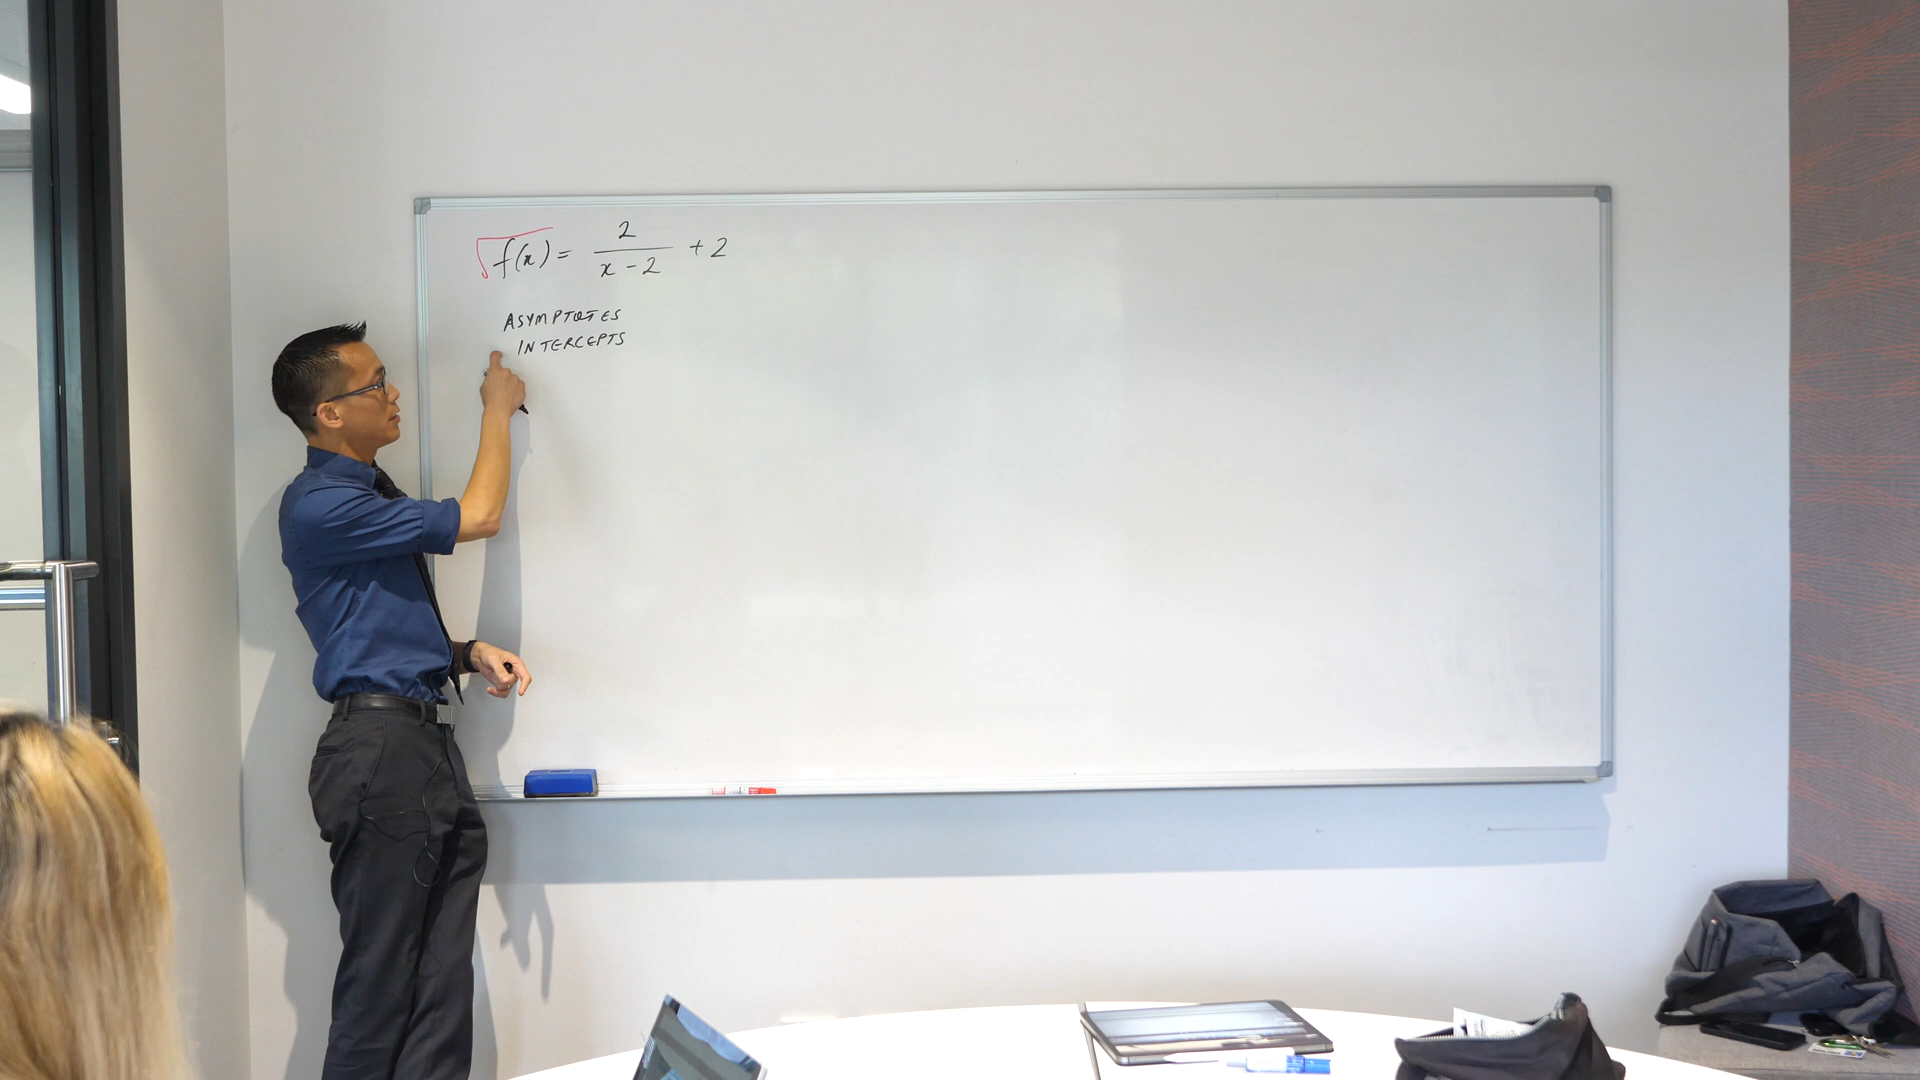 √f(x) = 2/(x-2) + 2
ASYMPTOTES
INTERCEPTS